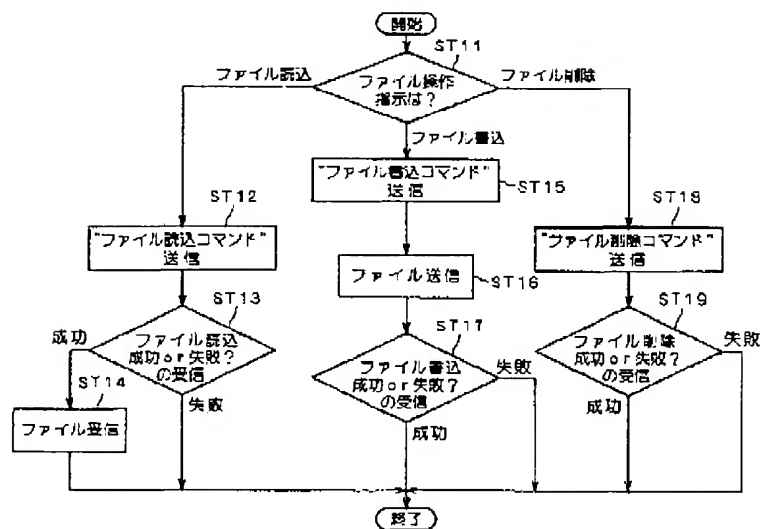 開始
ST11
ファイル操作
指示は?
ファイル読込
ファイル削除
ファイル書込
"ファイル書込コマンド"
送信
ST15
ST12
"ファイル読込コマンド"
送信
ST18
"ファイル削除コマンド"
送信
ファイル送信
ST16
ST13
ファイル読込
成功or失敗?
の受信
成功
失敗
ST14
ファイル受信
ST17
ファイル書込
成功or失敗?
の受信
失敗
成功
ST19
ファイル削除
成功or失敗?
の受信
失敗
成功
終了